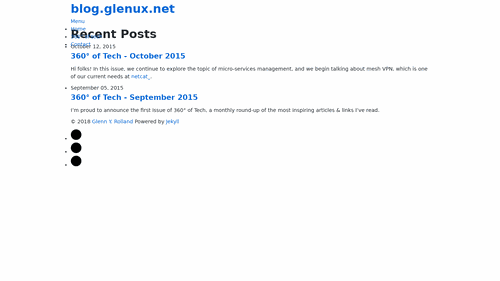 blog.glenux.net
Menu
Recent Posts
October 12, 2015
360° of Tech - October 2015
Hi folks! In this issue, we continue to explore the topic of micro-services management, and we begin talking about mesh VPN, which is one
of our current needs at netcat_.
September 05, 2015
360° of Tech - September 2015
I'm proud to announce the first issue of 360° of Tech, a monthly round-up of the most inspiring articles & links I've read.
© 2018 Glenn Y. Rolland Powered by Jekyll